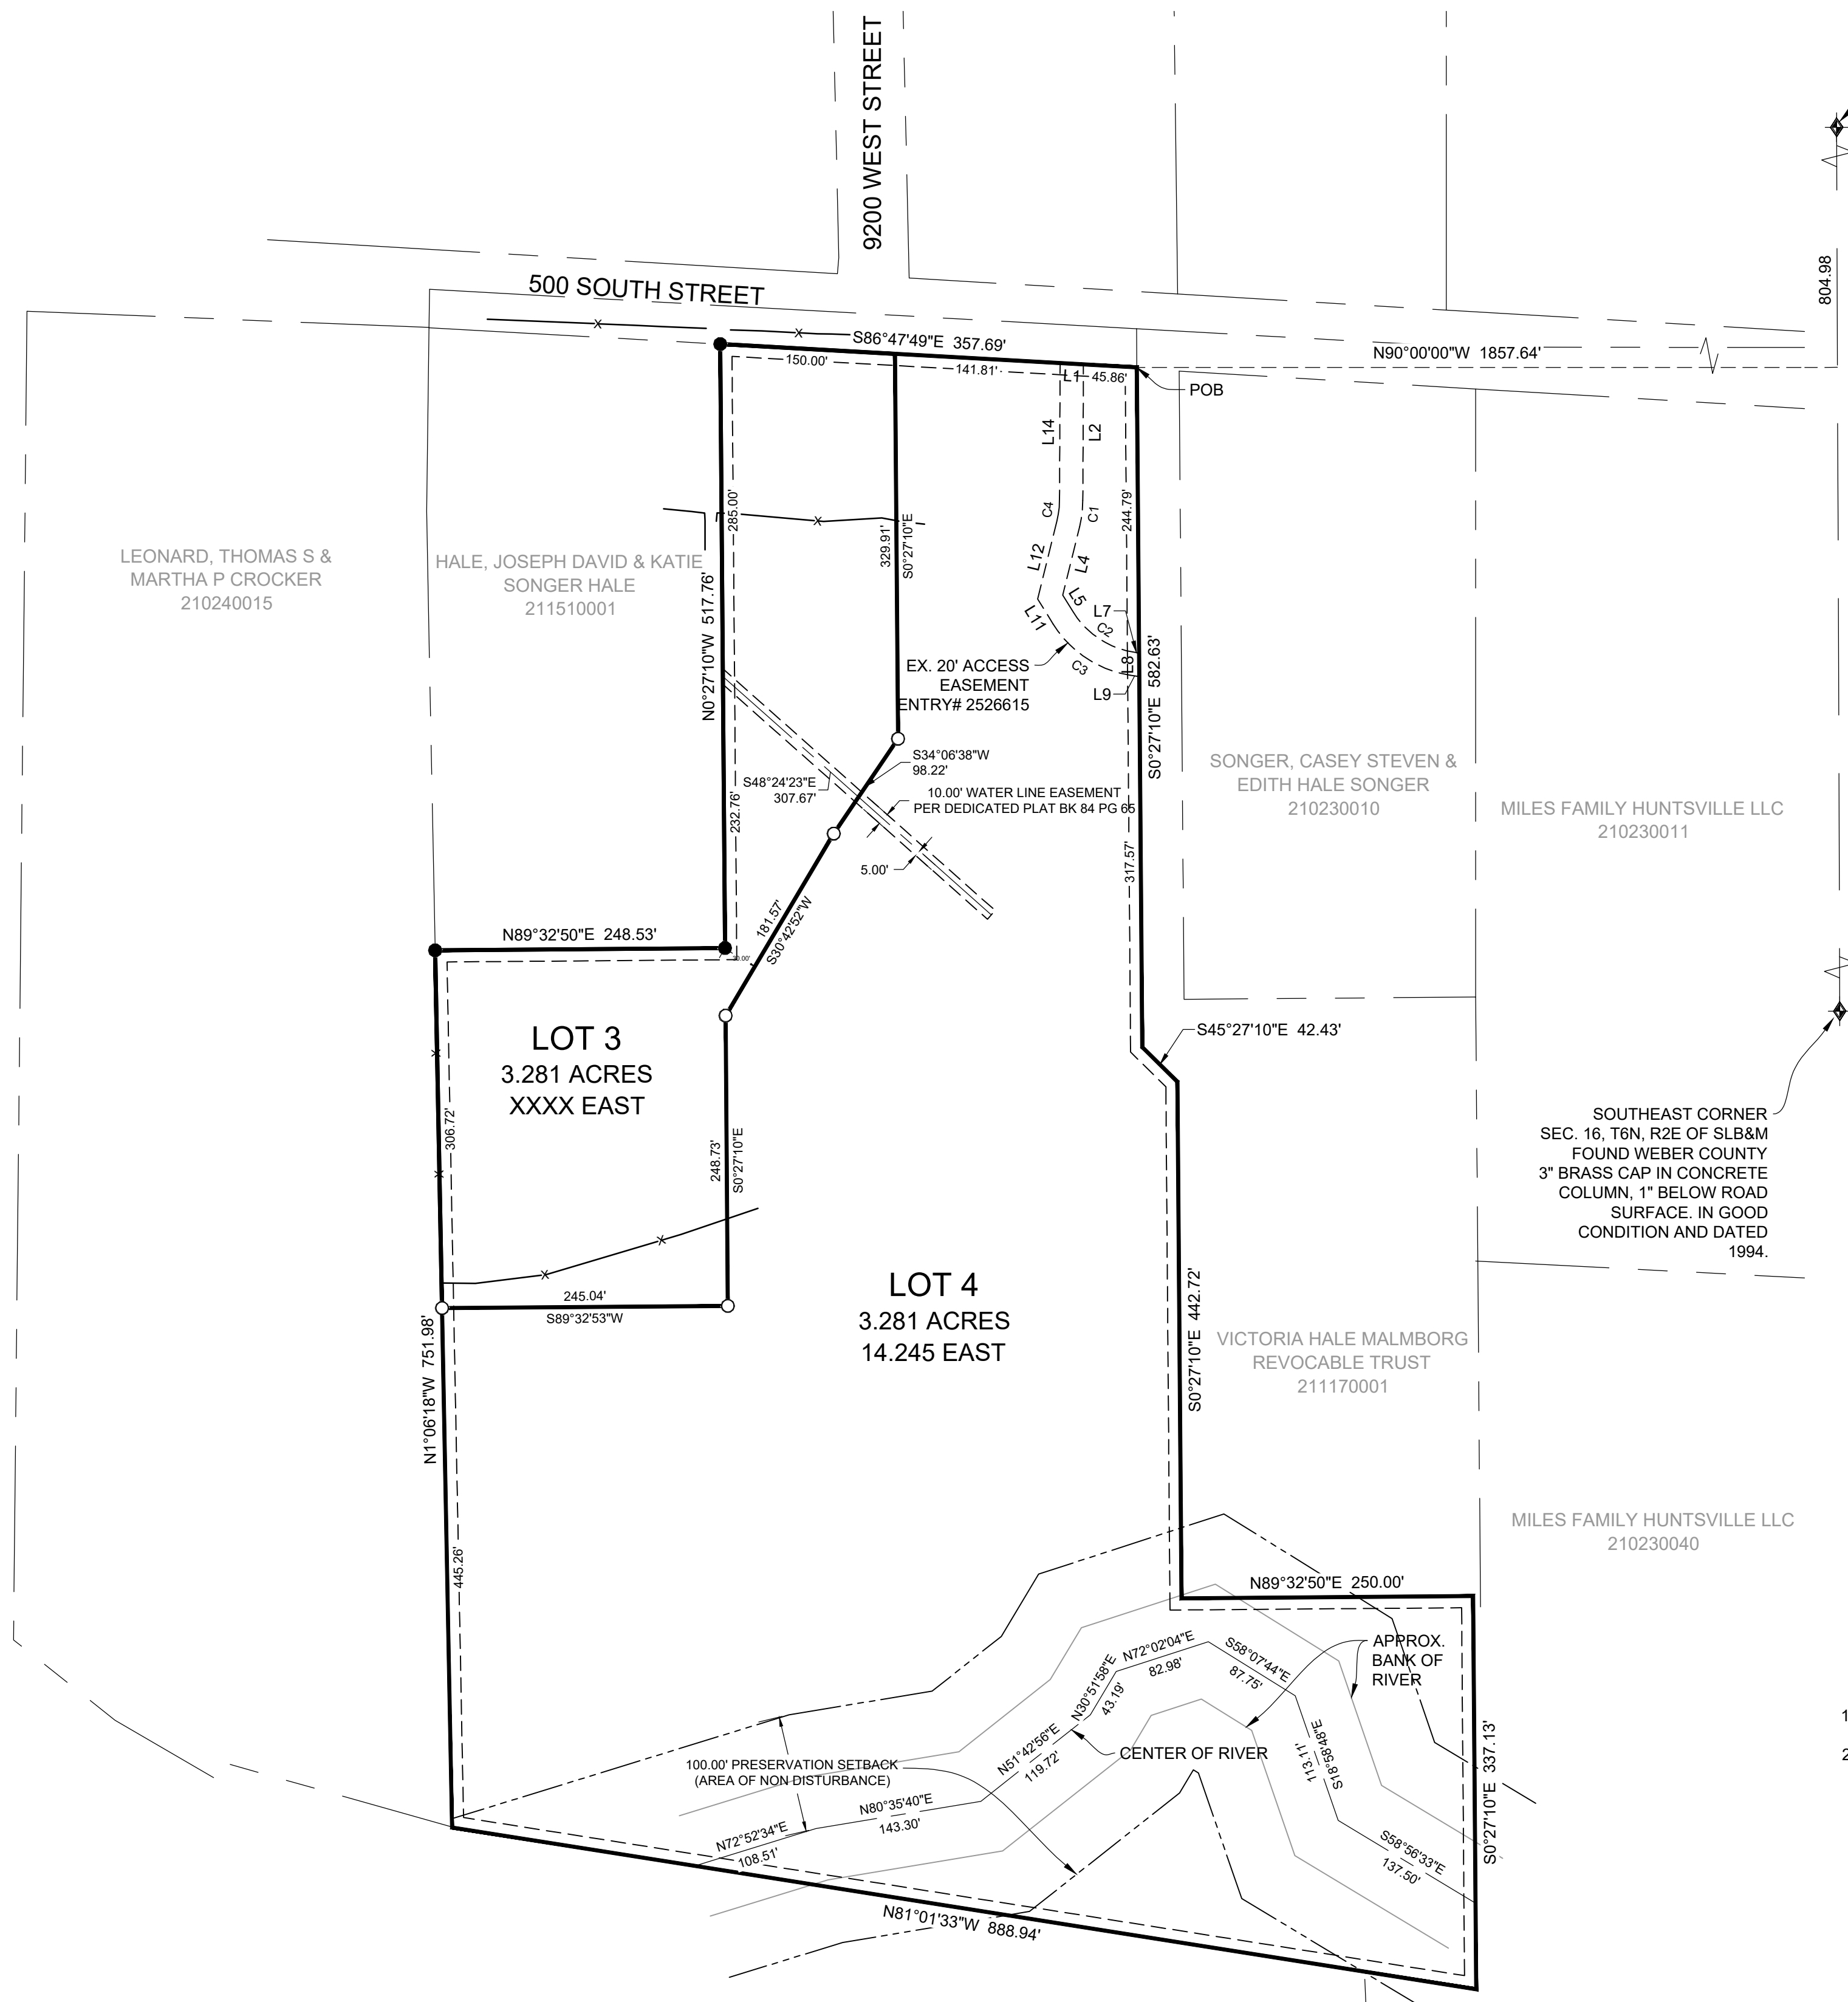 9200 WEST STREET
500 SOUTH STREET
804.98
S86°47'49"E 357.69'
N90°00'00"W 1857.64'
150.00'
141.81'
L1
45.86'
POB
L14
L2
285.00'
C4
C1
244.79'
329.91'
S0°27'10"E
LEONARD, THOMAS S &
MARTHA P CROCKER
210240015
HALE, JOSEPH DAVID & KATIE
SONGER HALE
211510001
L12
L4
L5
L11
L7
C2
C3
L8
L9
N0°27'10"W 517.76'
EX. 20' ACCESS
EASEMENT
ENTRY# 2526615
S0°27'10"E 582.63'
S34°06'38"W
98.22'
S48°24'23"E
307.67'
10.00' WATER LINE EASEMENT
PER DEDICATED PLAT BK 84 PG 65
5.00'
232.76'
317.57'
SONGER, CASEY STEVEN &
EDITH HALE SONGER
210230010
MILES FAMILY HUNTSVILLE LLC
210230011
181.57'
S30°42'52"W
N89°32'50"E 248.53'
LOT 3
3.281 ACRES
XXXX EAST
S45°27'10"E 42.43'
306.72'
248.73'
S0°27'10"E
SOUTHEAST CORNER
SEC. 16, T6N, R2E OF SLB&M
FOUND WEBER COUNTY
3" BRASS CAP IN CONCRETE
COLUMN, 1" BELOW ROAD
SURFACE. IN GOOD
CONDITION AND DATED
1994.
245.04'
S89°32'53"W
LOT 4
3.281 ACRES
14.245 EAST
S0°27'10"E 442.72'
VICTORIA HALE MALMBORG
REVOCABLE TRUST
211170001
N1°06'18"W 751.98'
445.26'
MILES FAMILY HUNTSVILLE LLC
210230040
N89°32'50"E 250.00'
APPROX.
BANK OF
RIVER
N72°02'04"E
82.98'
S58°07'44"E
87.75'
N30°51'58"E
43.19'
N51°42'56"E
119.72'
CENTER OF RIVER
S18°58'48"E
113.11'
S0°27'10"E 337.13'
100.00' PRESERVATION SETBACK
(AREA OF NON DISTURBANCE)
N80°35'40"E
143.30'
N72°52'34"E
108.51'
S58°56'33"E
137.50'
N81°01'33"W 888.94'